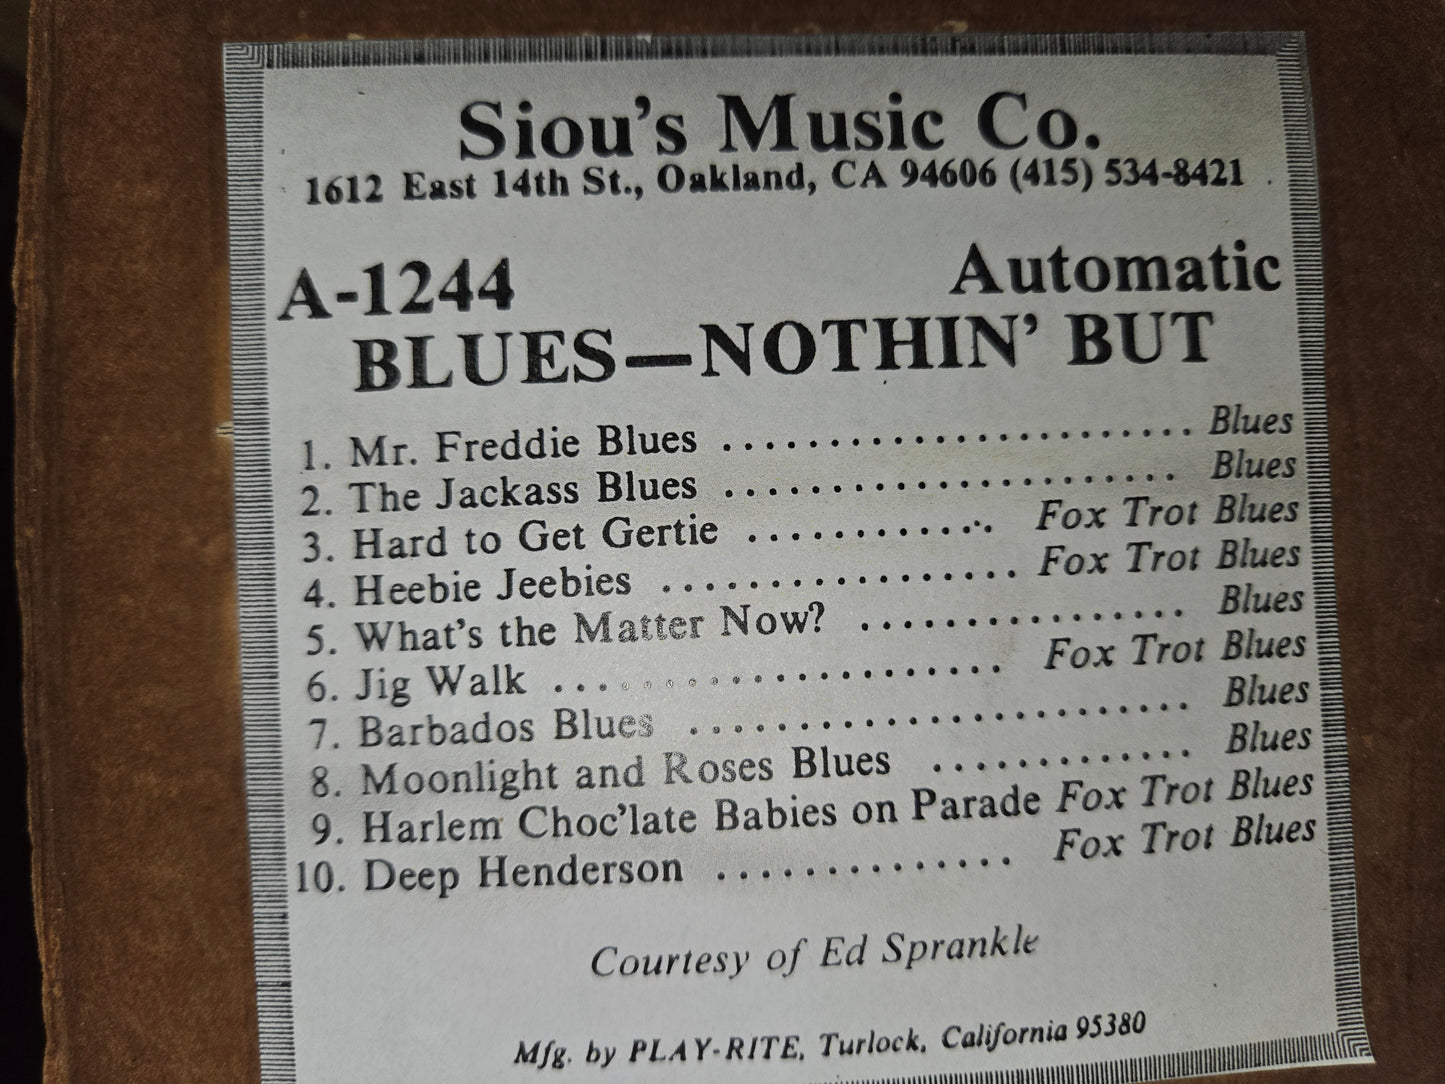 Siou's Music Co.
1612 East 14th St., Oakland, CA 94606 (415) 534-8421
A-1244 Automatic
BLUES—NOTHIN' BUT
1. Mr. Freddie Blues ........................ Blues
2. The Jackass Blues ..................... Blues
3. Hard to Get Gertie ............ Fox Trot Blues
4. Heebie Jeebies ................. Fox Trot Blues
5. What's the Matter Now? ............... Blues
6. Jig Walk ..................... Fox Trot Blues
7. Barbados Blues ....................... Blues
8. Moonlight and Roses Blues ............ Blues
9. Harlem Choc'late Babies on Parade Fox Trot Blues
10. Deep Henderson .............. Fox Trot Blues
Courtesy of Ed Sprankle
Mfg. by PLAY-RITE, Turlock, California 95380